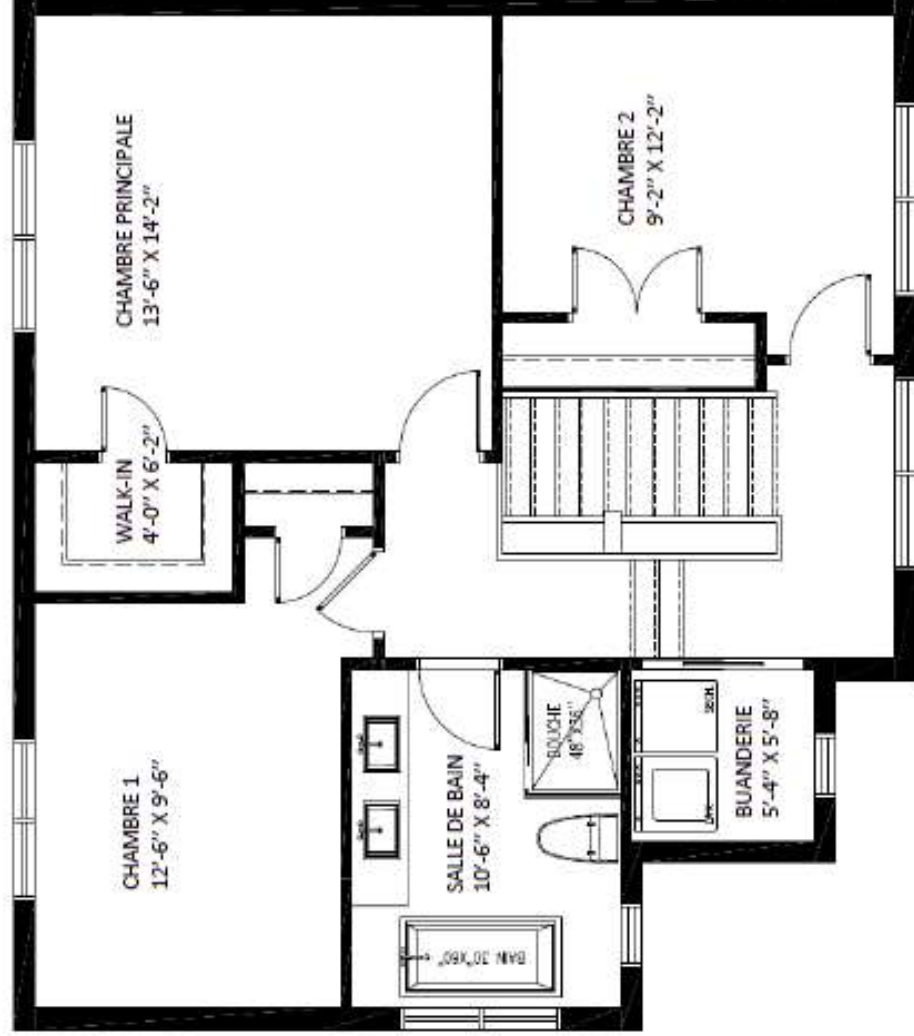 CHAMBRE PRINCIPALE
13'-6" X 14'-2"
CHAMBRE 2
9'-2" X 12'-2"
WALK-IN
4'-0" X 6'-2"
CHAMBRE 1
12'-6" X 9'-6"
SALLE DE BAIN
10'-6" X 8'-4"
DOUCHE
48"X36"
BAIN 30"X60"
BUANDERIE
5'-4" X 5'-8"
SECH.
LAV.